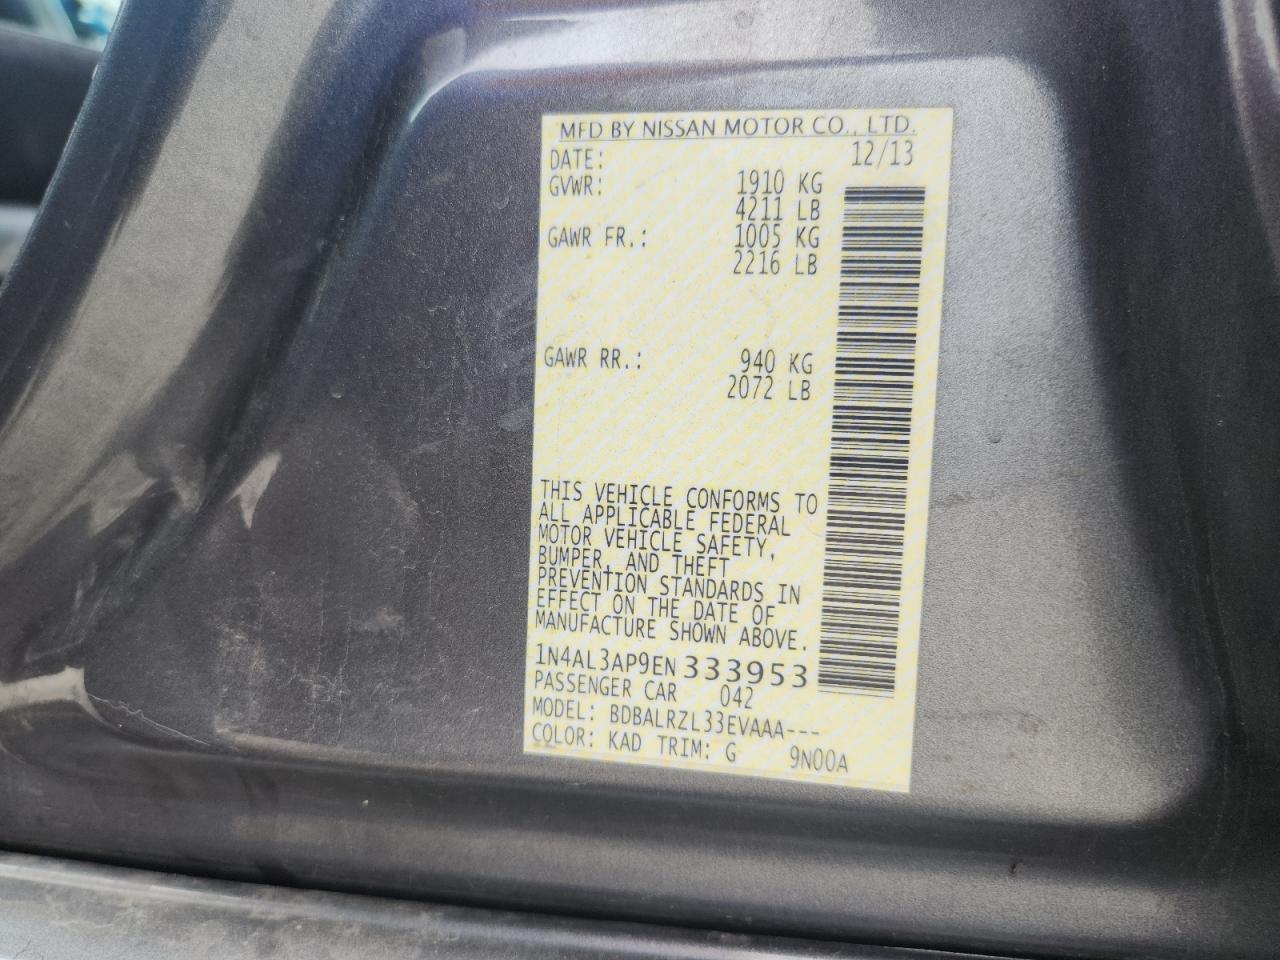 MFD BY NISSAN MOTOR CO., LTD.
DATE: 12/13
GVWR: 1910 KG
4211 LB
GAWR FR.: 1005 KG
2216 LB
GAWR RR.: 940 KG
2072 LB
THIS VEHICLE CONFORMS TO
ALL APPLICABLE FEDERAL
MOTOR VEHICLE SAFETY,
BUMPER, AND THEFT
PREVENTION STANDARDS IN
EFFECT ON THE DATE OF
MANUFACTURE SHOWN ABOVE.
1N4AL3AP9EN333953
PASSENGER CAR 042
MODEL: BDBALRZL33EVAAA---
COLOR: KAD TRIM: G 9N00A